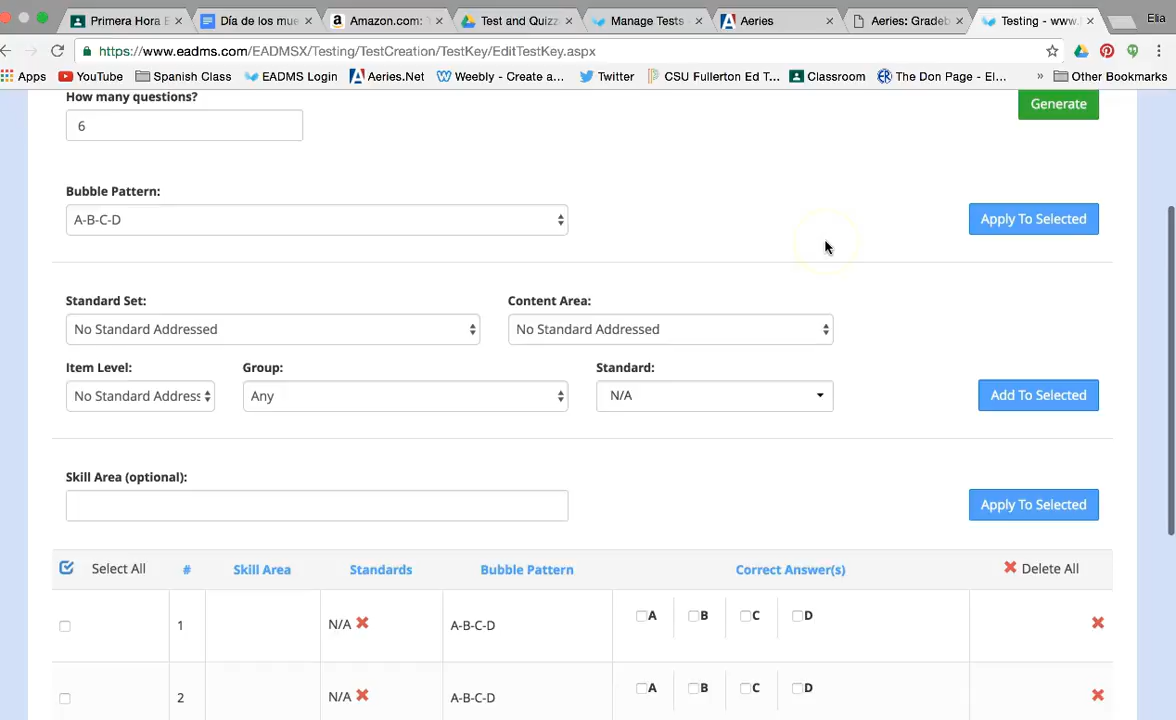 Primera Hora E
Día de los mue
Amazon.com: 
Test and Quizz
Manage Tests
Aeries
Aeries: Gradeb
Testing - www.
Elia
https://www.eadms.com/EADMSX/Testing/TestCreation/TestKey/EditTestKey.aspx
Apps
YouTube
Spanish Class
EADMS Login
Aeries.Net
Weebly - Create a...
Twitter
CSU Fullerton Ed T...
Classroom
The Don Page - El...
»
Other Bookmarks
How many questions?
6
Generate
Bubble Pattern:
A-B-C-D
Apply To Selected
Standard Set:
Content Area:
No Standard Addressed
No Standard Addressed
Item Level:
Group:
Standard:
No Standard Address
Any
N/A
Add To Selected
Skill Area (optional):
Apply To Selected
Select All # Skill Area Standards Bubble Pattern Correct Answer(s) Delete All
1 N/A A-B-C-D A B C D
2 N/A A-B-C-D A B C D